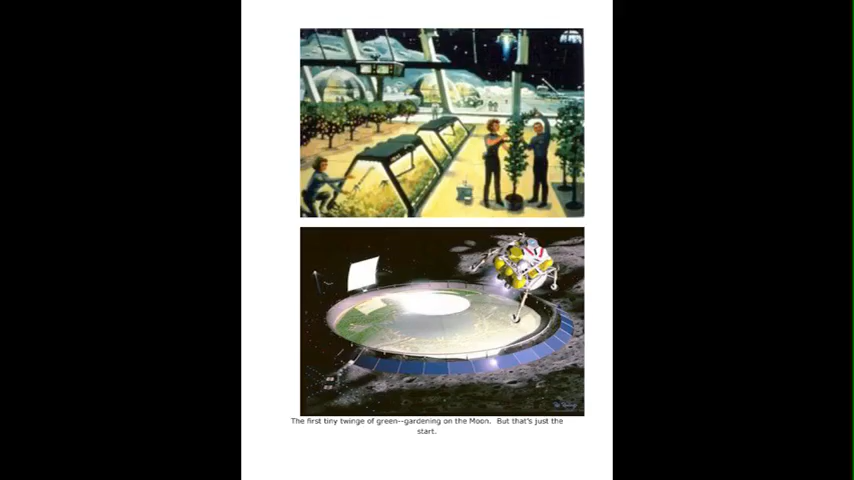 The first tiny twinge of green--gardening on the Moon.  But that's just the
start.